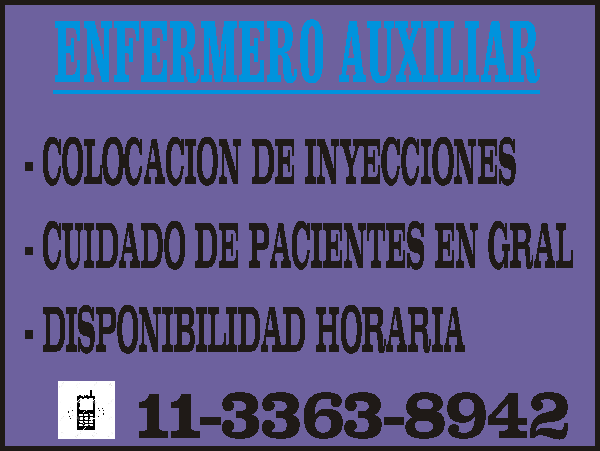 ENFERMERO AUXILIAR
- COLOCACION DE INYECCIONES
- CUIDADO DE PACIENTES EN GRAL
- DISPONIBILIDAD HORARIA
11-3363-8942